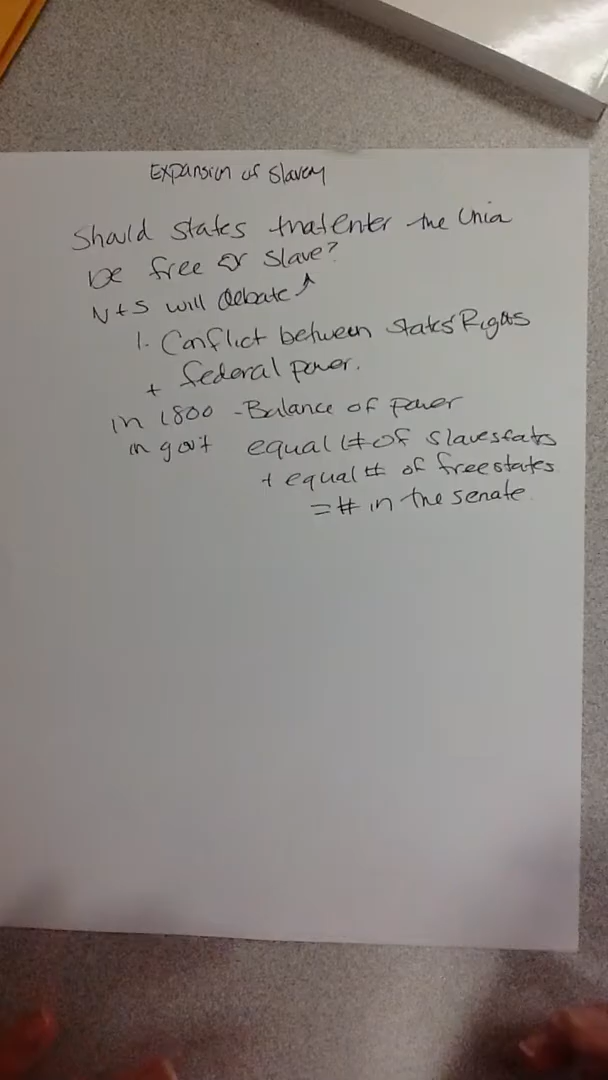 Expansion of Slavery
Should states that enter the Unio
be free or slave?
N + S will debate
1. Conflict between States' Rights
+ federal power.
in 1800 - Balance of power
in gov't equal # of slave stats
+ equal # of free states
= # in the senate.